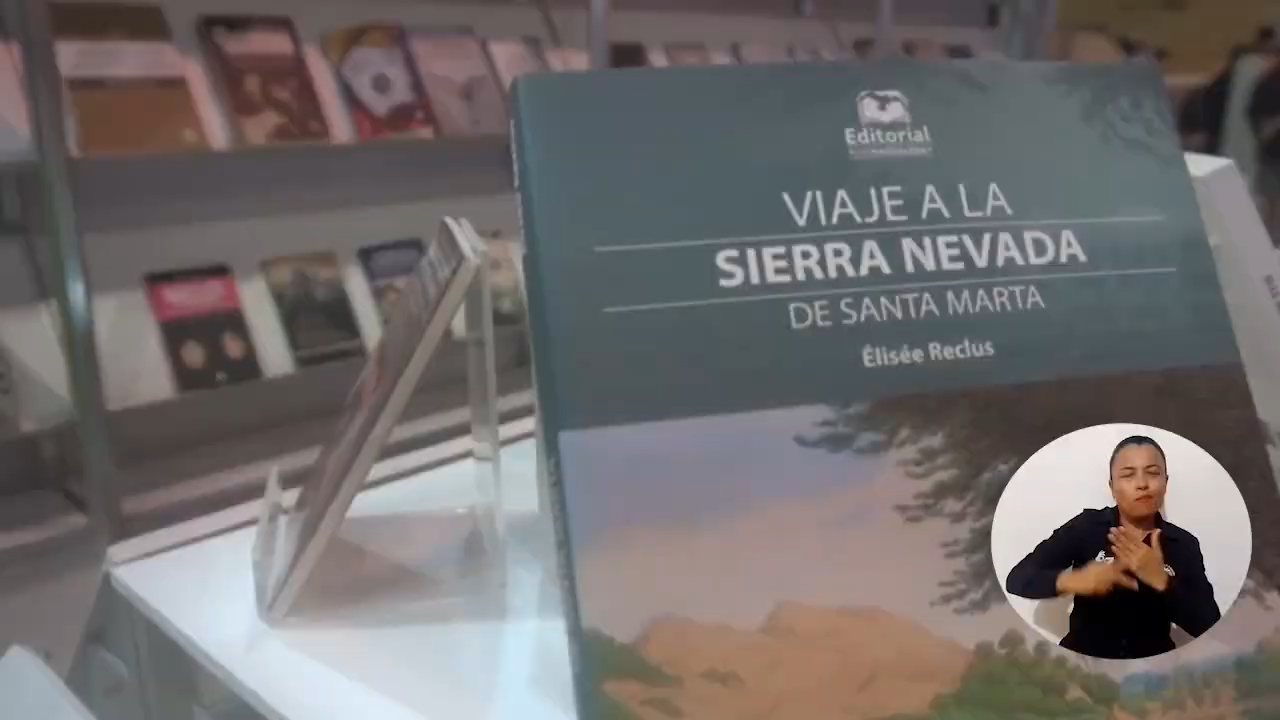 Editorial
VIAJE A LA
SIERRA NEVADA
DE SANTA MARTA
Élisée Reclus